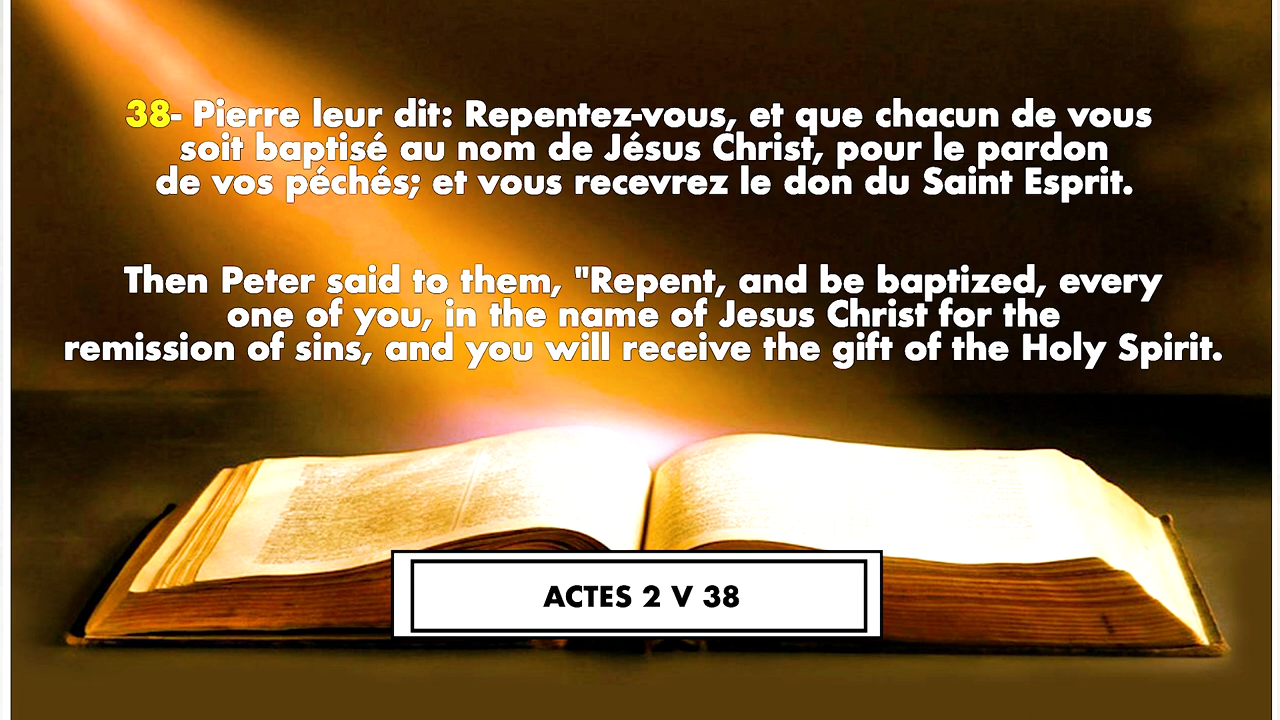 38- Pierre leur dit: Repentez-vous, et que chacun de vous
soit baptisé au nom de Jésus Christ, pour le pardon
de vos péchés; et vous recevrez le don du Saint Esprit.
Then Peter said to them, "Repent, and be baptized, every
one of you, in the name of Jesus Christ for the
remission of sins, and you will receive the gift of the Holy Spirit.
ACTES 2 V 38